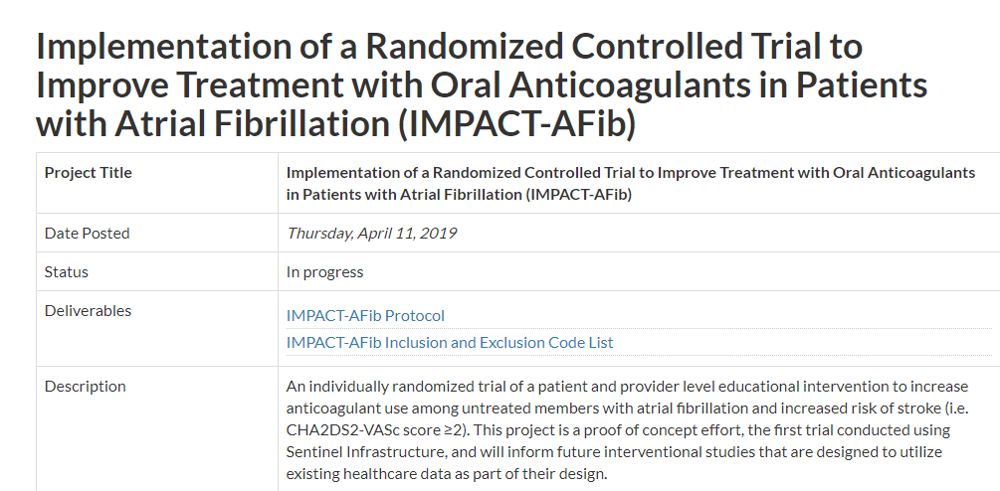 Implementation of a Randomized Controlled Trial to
Improve Treatment with Oral Anticoagulants in Patients
with Atrial Fibrillation (IMPACT-AFib)
Project Title
Implementation of a Randomized Controlled Trial to Improve Treatment with Oral Anticoagulants
in Patients with Atrial Fibrillation (IMPACT-AFib)
Date Posted
Thursday, April 11, 2019
Status
In progress
Deliverables
IMPACT-AFib Protocol
IMPACT-AFib Inclusion and Exclusion Code List
Description
An individually randomized trial of a patient and provider level educational intervention to increase
anticoagulant use among untreated members with atrial fibrillation and increased risk of stroke (i.e.
CHA2DS2-VASc score ≥2). This project is a proof of concept effort, the first trial conducted using
Sentinel Infrastructure, and will inform future interventional studies that are designed to utilize
existing healthcare data as part of their design.